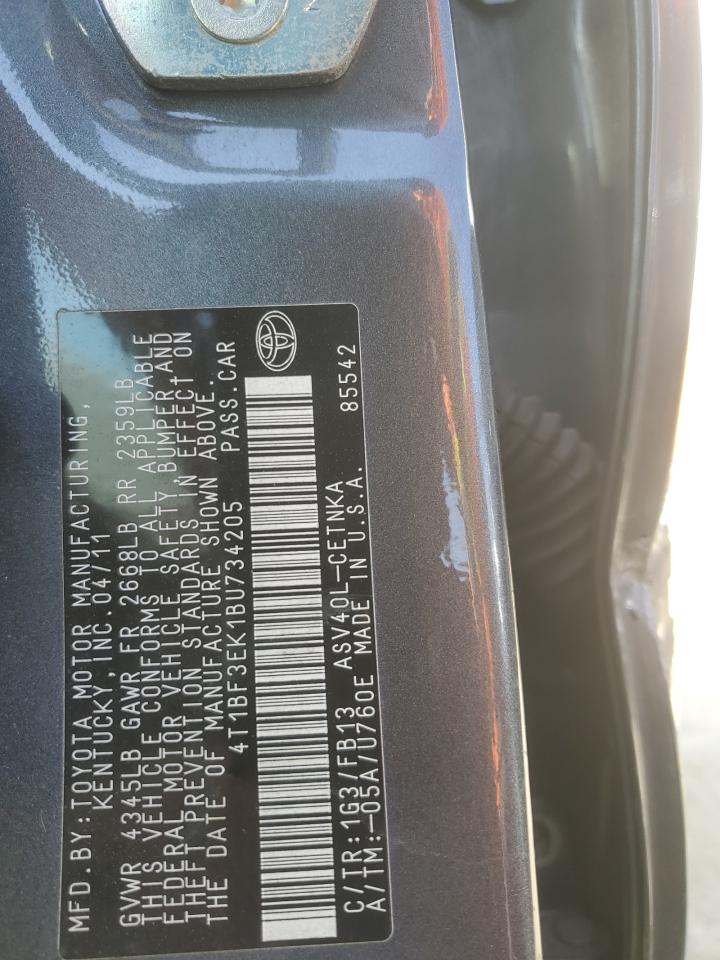 MFD.BY:TOYOTA MOTOR MANUFACTURING,
KENTUCKY,INC.04/11
GVWR 4345LB GAWR FR 2668LB RR 2359LB
THIS VEHICLE CONFORMS TO ALL APPLICABLE
FEDERAL MOTOR VEHICLE SAFETY,BUMPER,AND
THEFT PREVENTION STANDARDS IN EFFECT ON
THE DATE OF MANUFACTURE SHOWN ABOVE.
4T1BF3EK1BU734205 PASS.CAR
C/TR:1G3/FB13 ASV40L-CETNKA
A/TM:-05A/U760E MADE IN U.S.A. 85542